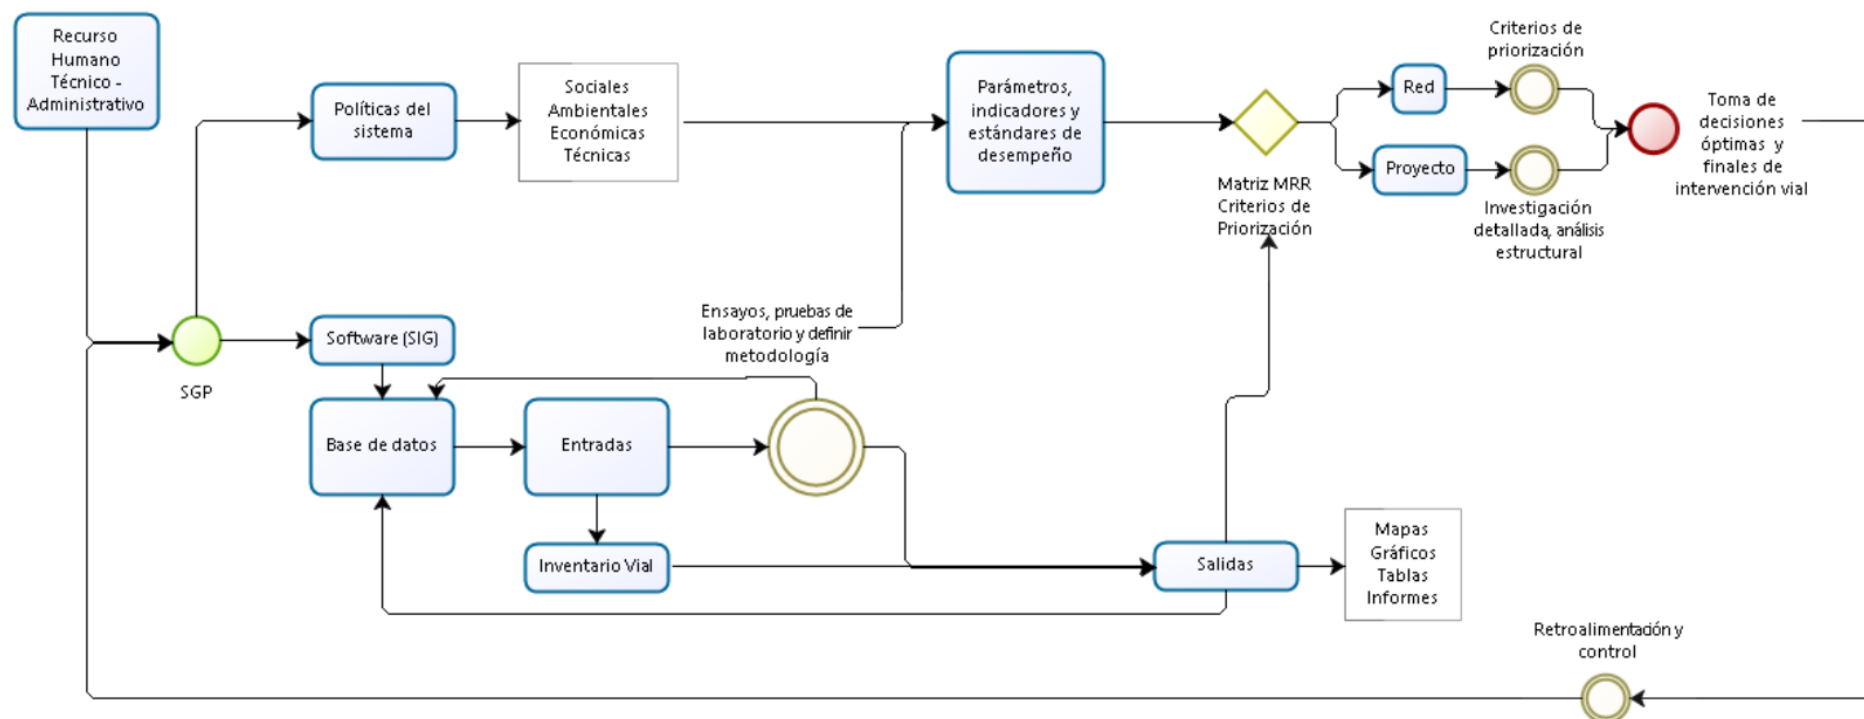 Recurso
Humano
Técnico -
Administrativo
Políticas del
sistema
Sociales
Ambientales
Económicas
Técnicas
Parámetros,
indicadores y
estándares de
desempeño
Matriz MRR
Criterios de
Priorización
Red
Proyecto
Criterios de
priorización
Investigación
detallada, análisis
estructural
Toma de
decisiones
óptimas y
finales de
intervención vial
SGP
Software (SIG)
Ensayos, pruebas de
laboratorio y definir
metodología
Base de datos
Entradas
Inventario Vial
Salidas
Mapas
Gráficos
Tablas
Informes
Retroalimentación y
control